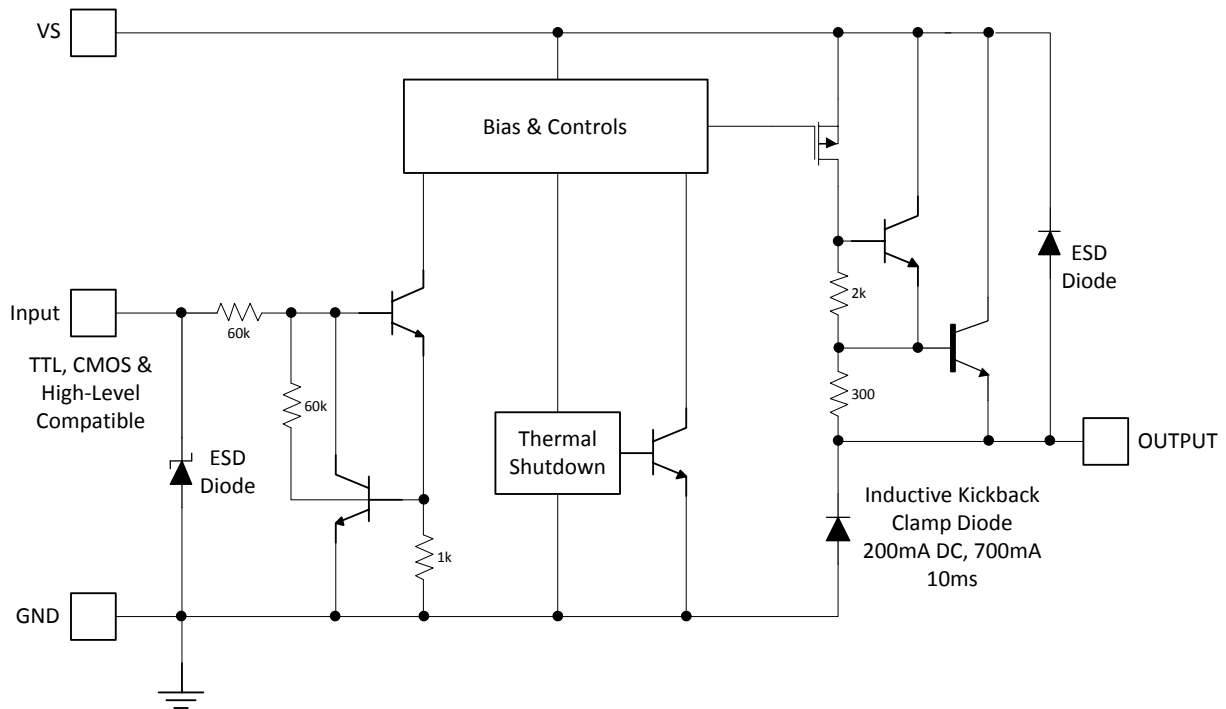 VS
Bias & Controls
ESD
Diode
2k
Input
60k
TTL, CMOS &
High-Level
Compatible
60k
300
Thermal
Shutdown
OUTPUT
ESD
Diode
Inductive Kickback
Clamp Diode
200mA DC, 700mA
10ms
1k
GND